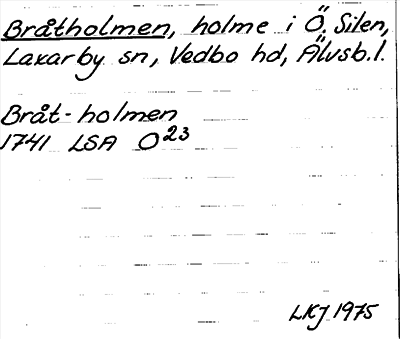 Bråtholmen, holme i Ö. Silen,
Laxarby sn, Vedbo hd, Älvsb.l.
Bråt-holmen
1741 LSA O23
LKJ 1975